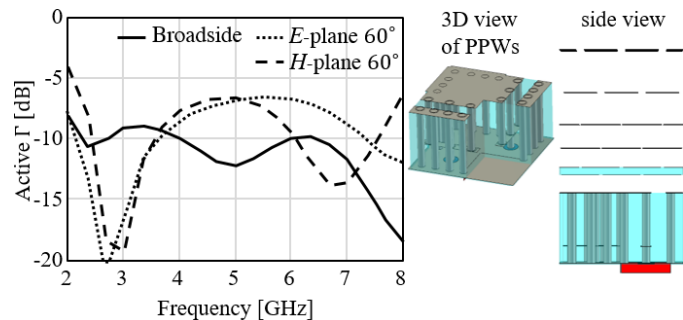 Broadside
E-plane 60°
H-plane 60°
Active Γ [dB]
0
-5
-10
-15
-20
2
3
4
5
6
7
8
Frequency [GHz]
3D view
of PPWs
side view